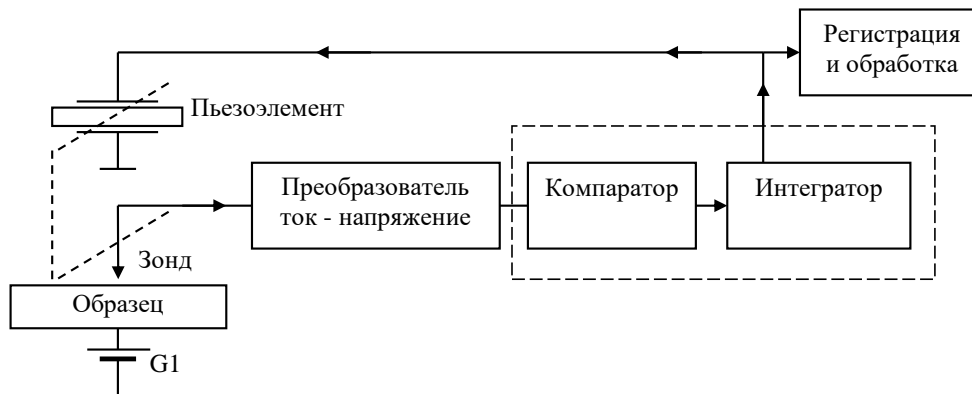 Регистрация
и обработка
Пьезоэлемент
Преобразователь
ток - напряжение
Компаратор
Интегратор
Зонд
Образец
G1